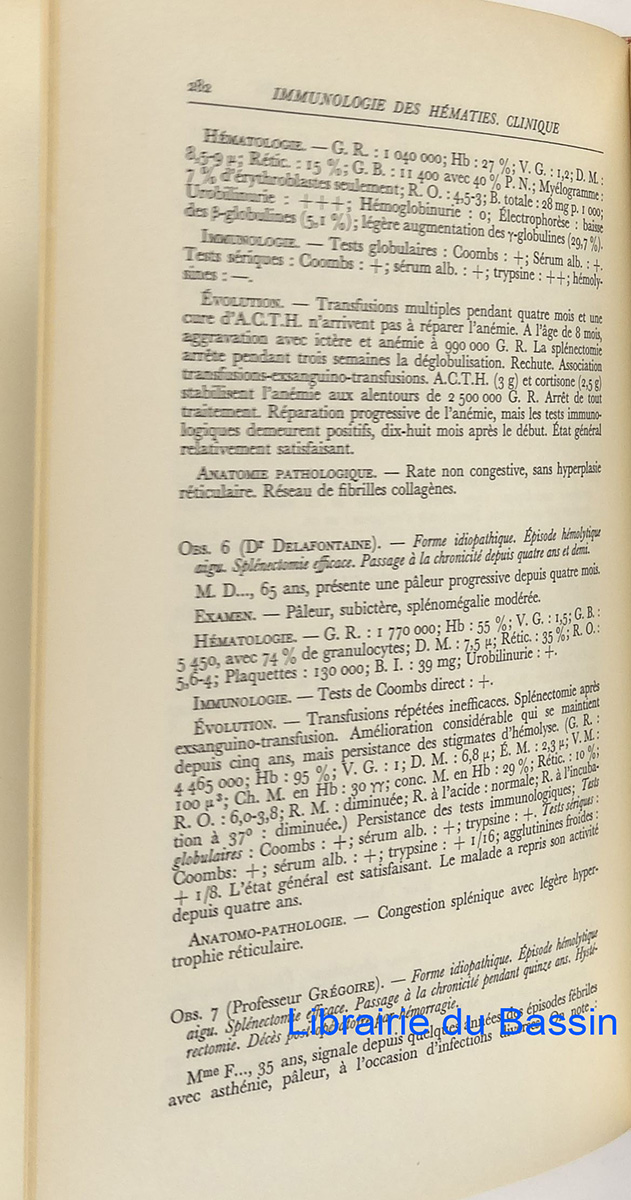 282
IMMUNOLOGIE DES HÉMATIES. CLINIQUE
HÉMATOLOGIE. — G. R. : 1 040 000; Hb : 27 %; V. G. : 1,2; D. M. :
8,5-9 µ; Rétic. : 15 %; G. B. : 11 400 avec 40 % P. N.; Myélogramme :
7 % d'érythroblastes seulement; R. O. : 4,5-3; B. totale : 28 mg p. 1 000;
Urobilinurie : + + +; Hémoglobinurie : 0; Électrophorèse : baisse
des β-globulines (5,1 %); légère augmentation des γ-globulines (29,7 %).
IMMUNOLOGIE. — Tests globulaires : Coombs : +; Sérum alb. : +.
Tests sériques : Coombs : +; sérum alb. : +; trypsine : ++; hémoly-
sines : —.
ÉVOLUTION. — Transfusions multiples pendant quatre mois et une
cure d'A.C.T.H. n'arrivent pas à réparer l'anémie. A l'âge de 8 mois,
aggravation avec ictère et anémie à 990 000 G. R. La splénectomie
arrête pendant trois semaines la déglobulisation. Rechute. Association
transfusions-exsanguino-transfusions. A.C.T.H. (3 g) et cortisone (2,5 g)
stabilisent l'anémie aux alentours de 2 500 000 G. R. Arrêt de tout
traitement. Réparation progressive de l'anémie, mais les tests immuno-
logiques demeurent positifs, dix-huit mois après le début. État général
relativement satisfaisant.
ANATOMIE PATHOLOGIQUE. — Rate non congestive, sans hyperplasie
réticulaire. Réseau de fibrilles collagènes.
OBS. 6 (Dr DELAFONTAINE). — Forme idiopathique. Épisode hémolytique
aigu. Splénectomie efficace. Passage à la chronicité depuis quatre ans et demi.
M. D..., 65 ans, présente une pâleur progressive depuis quatre mois.
EXAMEN. — Pâleur, subictère, splénomégalie modérée.
HÉMATOLOGIE. — G. R. : 1 770 000; Hb : 55 %; V. G. : 1,5; G. B. :
5 450, avec 74 % de granulocytes; D. M. : 7,5 µ; Rétic. : 35 %; R. O. :
5,6-4; Plaquettes : 130 000; B. I. : 39 mg; Urobilinurie : +.
IMMUNOLOGIE. — Tests de Coombs direct : +.
ÉVOLUTION. — Transfusions répétées inefficaces. Splénectomie après
exsanguino-transfusion. Amélioration considérable qui se maintient
depuis cinq ans, mais persistance des stigmates d'hémolyse. (G. R. :
4 465 000; Hb : 95 %; V. G. : 1; D. M. : 6,8 µ; É. M. : 2,3 µ; V. M. :
100 µ³; Ch. M. en Hb : 30 γγ; conc. M. en Hb : 29 %; Rétic. : 10 %;
R. O. : 6,0-3,8; R. M. : diminuée; R. à l'acide : normale; R. à l'incuba-
tion à 37° : diminuée.) Persistance des tests immunologiques; Tests
globulaires : Coombs : +; sérum alb. : +; trypsine : +. Tests sériques :
Coombs: +; sérum alb. : +; trypsine : + 1/16; agglutinines froides :
+ 1/8. L'état général est satisfaisant. Le malade a repris son activité
depuis quatre ans.
ANATOMO-PATHOLOGIE. — Congestion splénique avec légère hyper-
trophie réticulaire.
OBS. 7 (Professeur GRÉGOIRE). — Forme idiopathique. Épisode hémolytique
aigu. Splénectomie efficace. Passage à la chronicité pendant quinze ans. Hysté-
rectomie. Décès post-opératoire par hémorragie.
Librairie du Bassin
Mme F..., 35 ans, signale depuis quelques années des épisodes fébriles
avec asthénie, pâleur, à l'occasion d'infections diverses. On note :